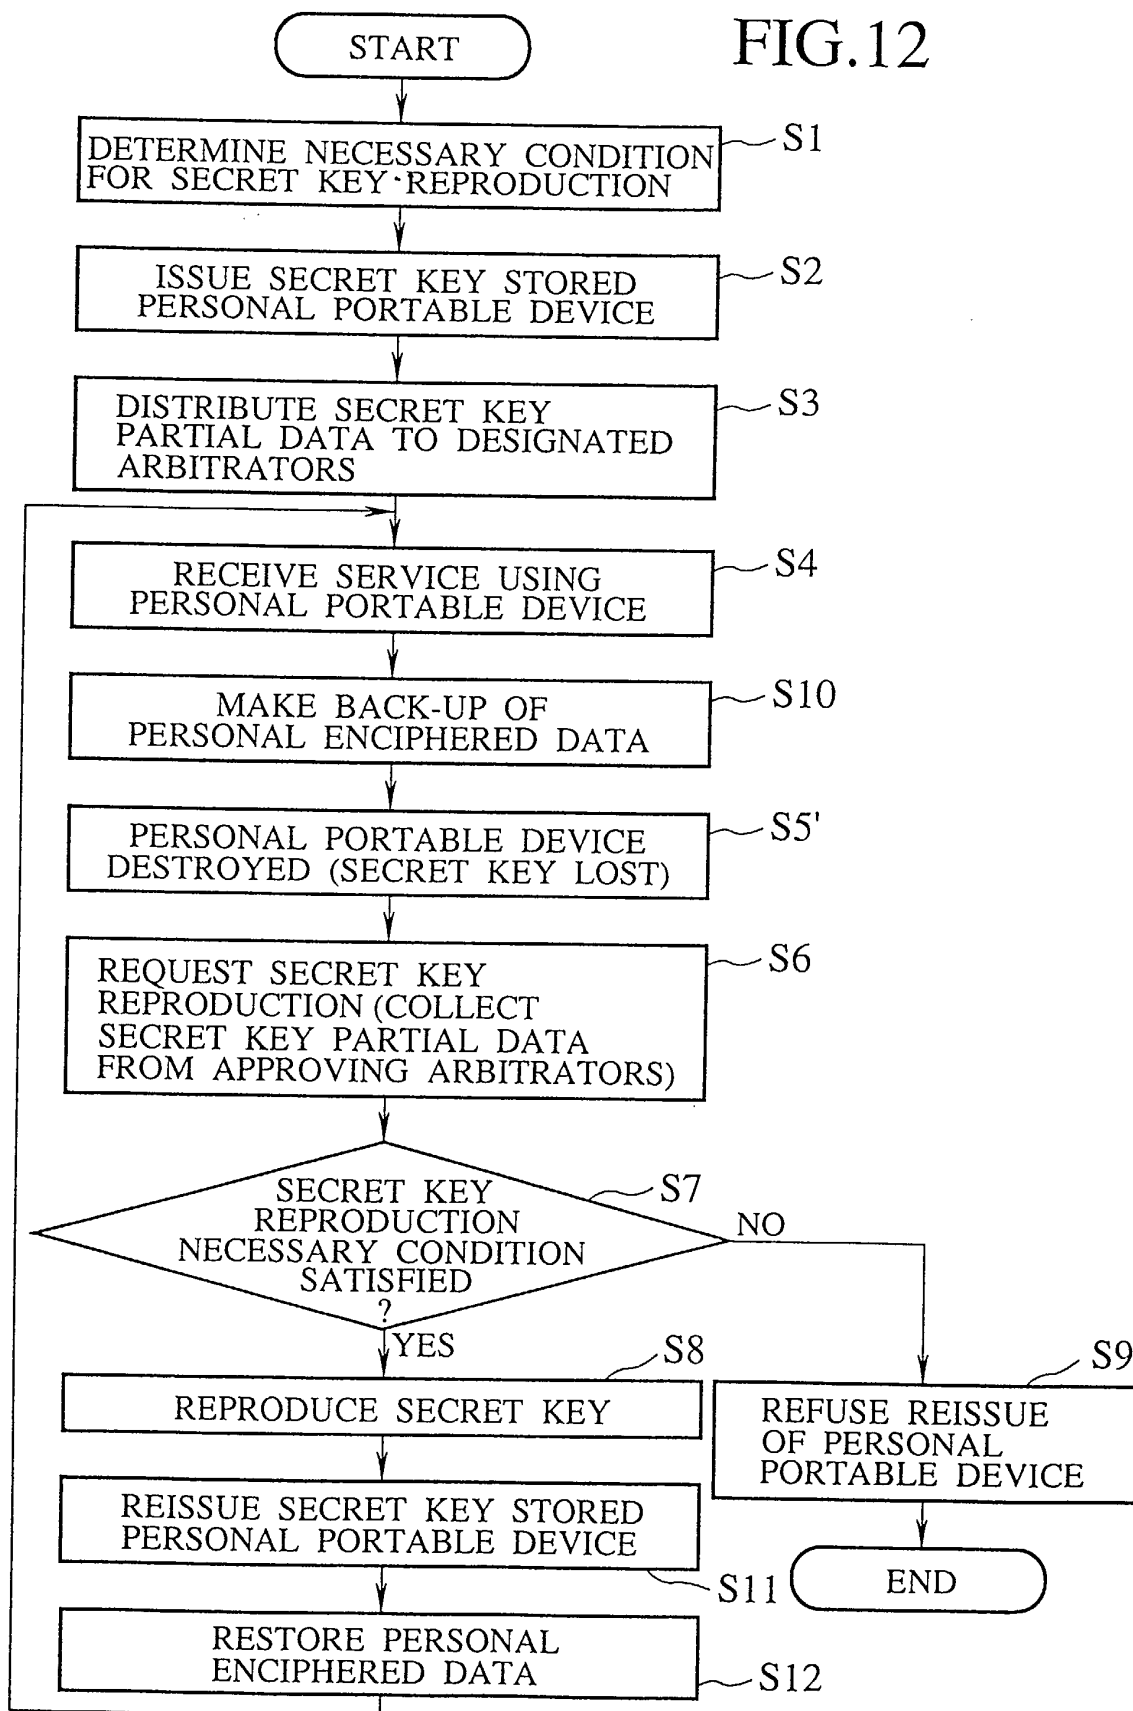 FIG.12
START
S1
DETERMINE NECESSARY CONDITION
FOR SECRET KEY REPRODUCTION
S2
ISSUE SECRET KEY STORED
PERSONAL PORTABLE DEVICE
S3
DISTRIBUTE SECRET KEY
PARTIAL DATA TO DESIGNATED
ARBITRATORS
S4
RECEIVE SERVICE USING
PERSONAL PORTABLE DEVICE
S10
MAKE BACK-UP OF
PERSONAL ENCIPHERED DATA
S5'
PERSONAL PORTABLE DEVICE
DESTROYED (SECRET KEY LOST)
S6
REQUEST SECRET KEY
REPRODUCTION (COLLECT
SECRET KEY PARTIAL DATA
FROM APPROVING ARBITRATORS)
S7
SECRET KEY
REPRODUCTION
NECESSARY CONDITION
SATISFIED
?
NO
YES
S8
REPRODUCE SECRET KEY
S9
REFUSE REISSUE
OF PERSONAL
PORTABLE DEVICE
REISSUE SECRET KEY STORED
PERSONAL PORTABLE DEVICE
S11
END
RESTORE PERSONAL
ENCIPHERED DATA
S12